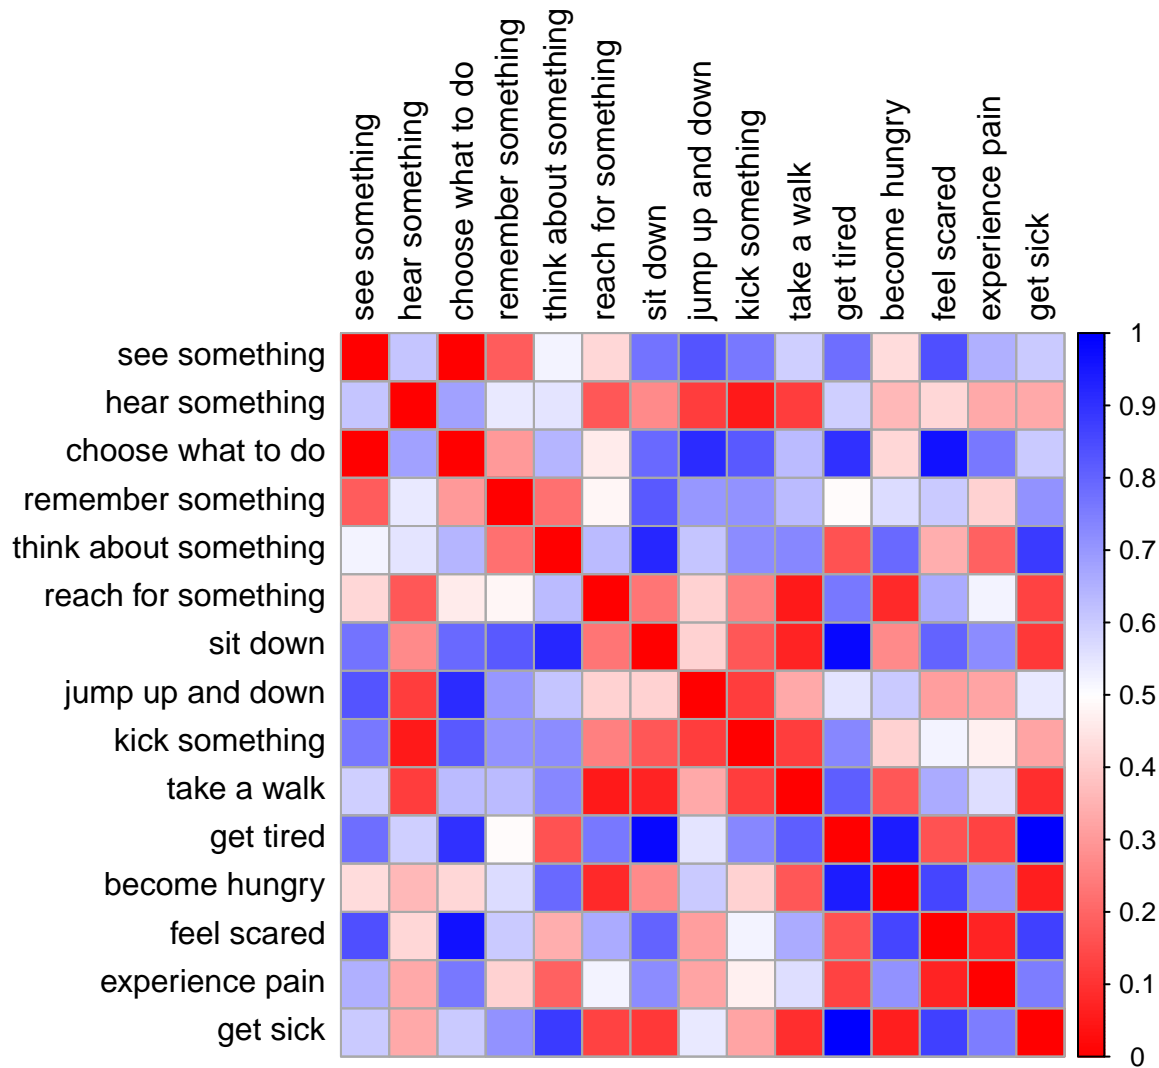 see something
hear something
choose what to do
remember something
think about something
reach for something
sit down
jump up and down
kick something
take a walk
get tired
become hungry
feel scared
experience pain
get sick
see something
hear something
choose what to do
remember something
think about something
reach for something
sit down
jump up and down
kick something
take a walk
get tired
become hungry
feel scared
experience pain
get sick
1
0.9
0.8
0.7
0.6
0.5
0.4
0.3
0.2
0.1
0